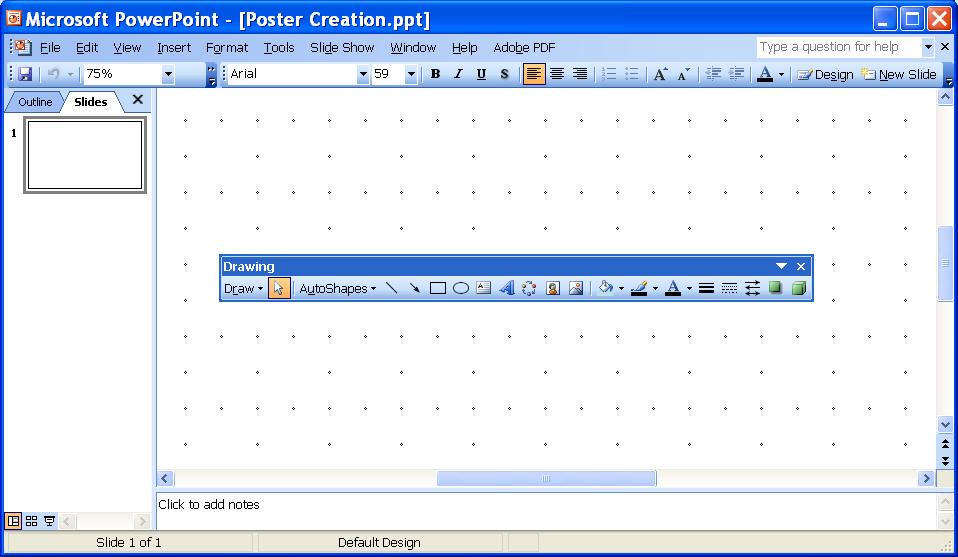 Microsoft PowerPoint - [Poster Creation.ppt]
File Edit View Insert Format Tools Slide Show Window Help Adobe PDF Type a question for help
75% Arial 59 B I U S A A A Design New Slide
Outline Slides
1
Drawing
Draw AutoShapes A A
Click to add notes
Slide 1 of 1 Default Design